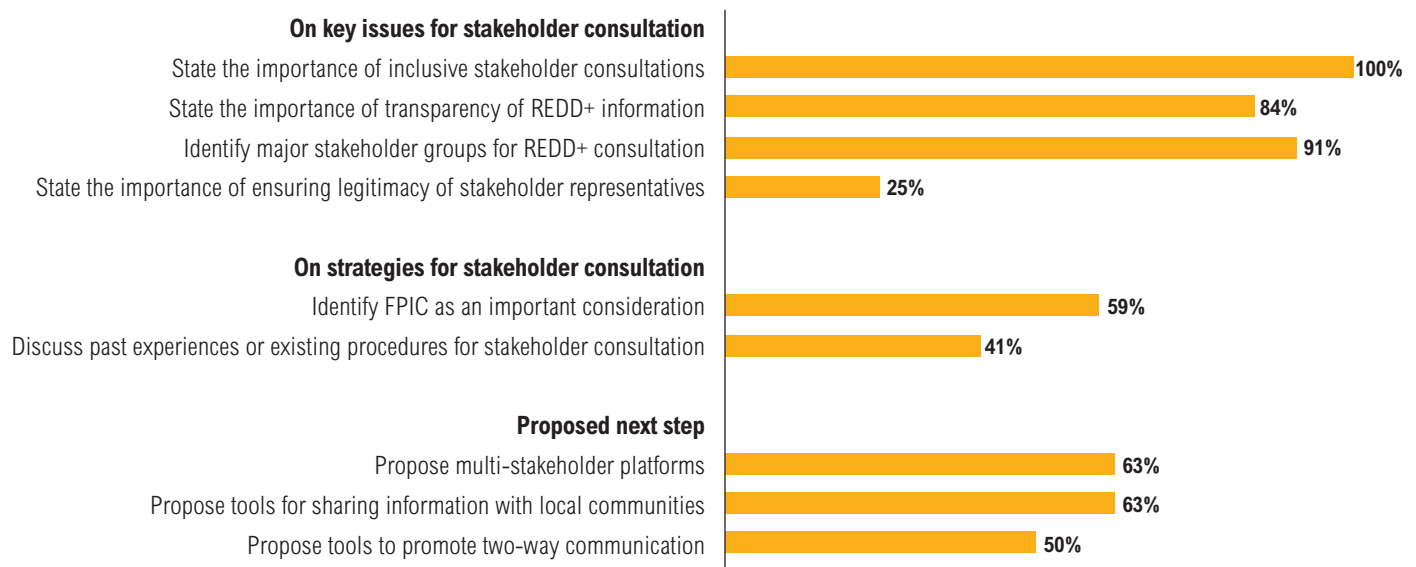 On key issues for stakeholder consultation
State the importance of inclusive stakeholder consultations 100%
State the importance of transparency of REDD+ information 84%
Identify major stakeholder groups for REDD+ consultation 91%
State the importance of ensuring legitimacy of stakeholder representatives 25%
On strategies for stakeholder consultation
Identify FPIC as an important consideration 59%
Discuss past experiences or existing procedures for stakeholder consultation 41%
Proposed next step
Propose multi-stakeholder platforms 63%
Propose tools for sharing information with local communities 63%
Propose tools to promote two-way communication 50%